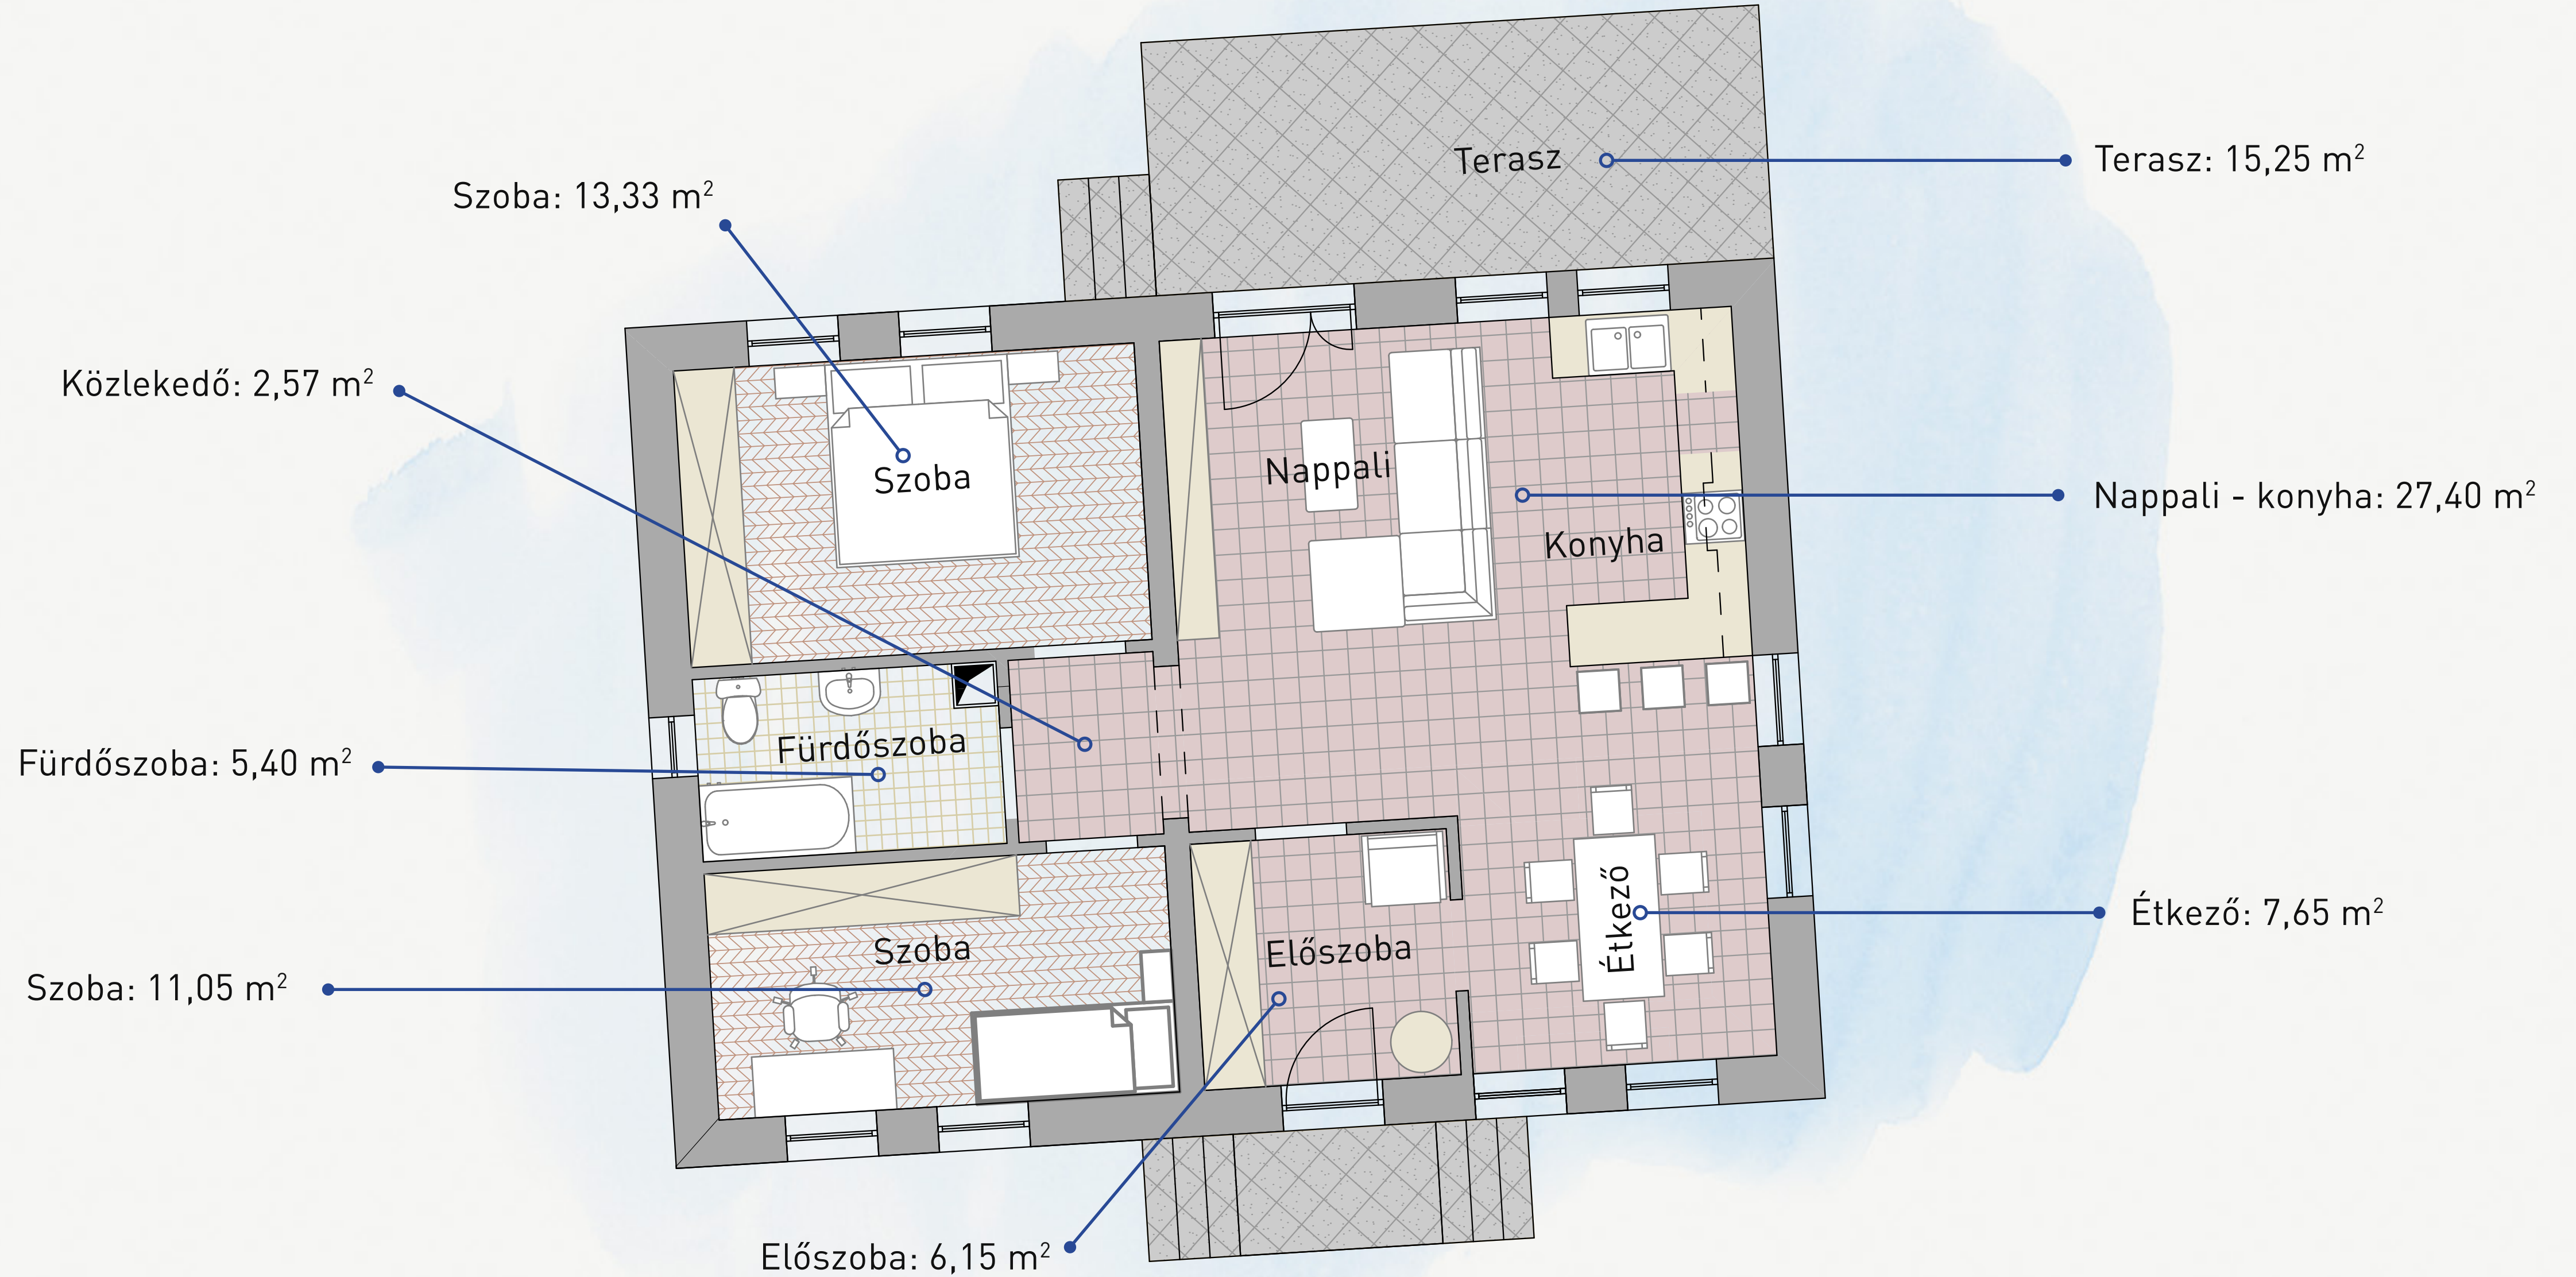 Terasz
Terasz: 15,25 m²
Szoba: 13,33 m²
Közlekedő: 2,57 m²
Szoba
Nappali
Nappali - konyha: 27,40 m²
Konyha
Fürdőszoba
Fürdőszoba: 5,40 m²
Étkező
Étkező: 7,65 m²
Szoba
Előszoba
Szoba: 11,05 m²
Előszoba: 6,15 m²